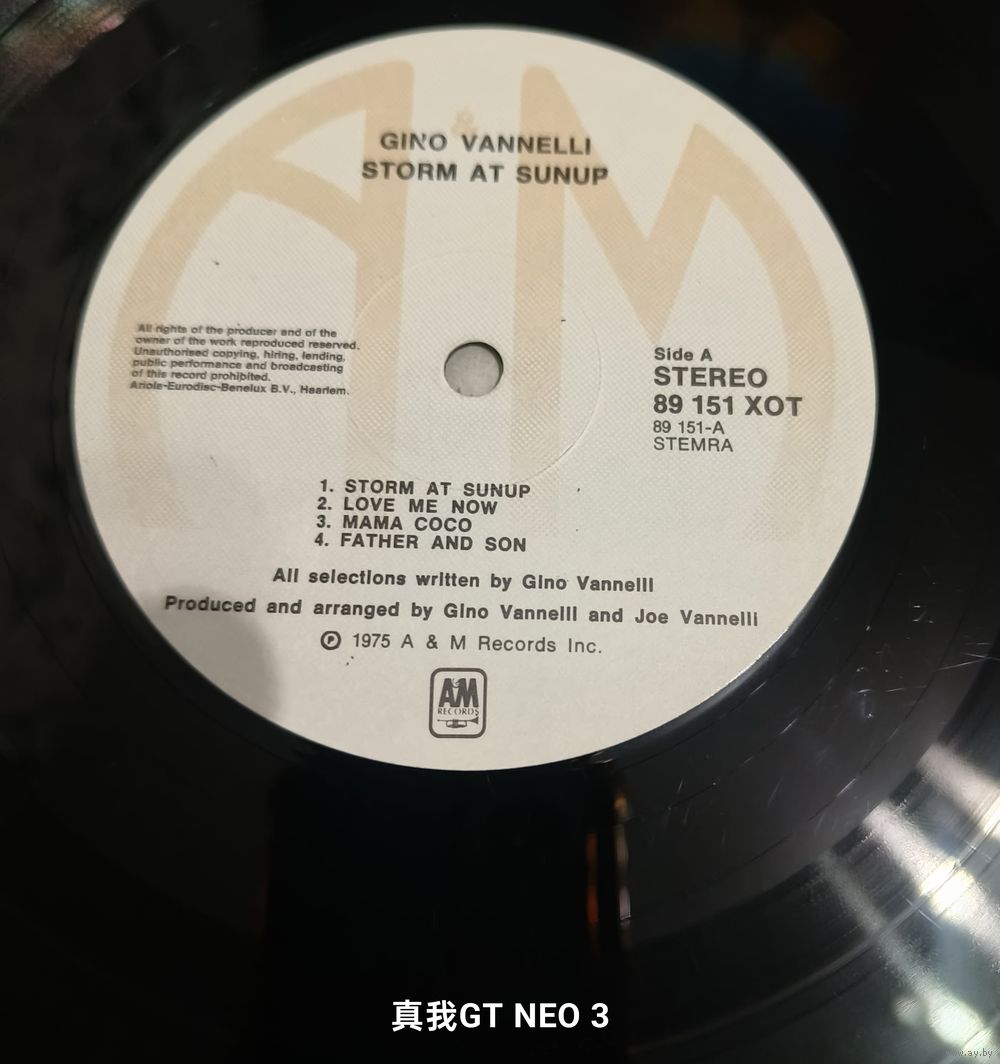 GINO VANNELLI
STORM AT SUNUP
All rights of the producer and of the
owner of the work reproduced reserved.
Unauthorised copying, hiring, lending,
public performance and broadcasting
of this record prohibited.
Ariola-Eurodisc-Benelux B.V., Haarlem.
Side A
STEREO
89 151 XOT
89 151-A
STEMRA
1. STORM AT SUNUP
2. LOVE ME NOW
3. MAMA COCO
4. FATHER AND SON
All selections written by Gino Vannelli
Produced and arranged by Gino Vannelli and Joe Vannelli
℗ 1975 A & M Records Inc.
A&M
RECORDS
真我GT NEO 3
www.ay.by